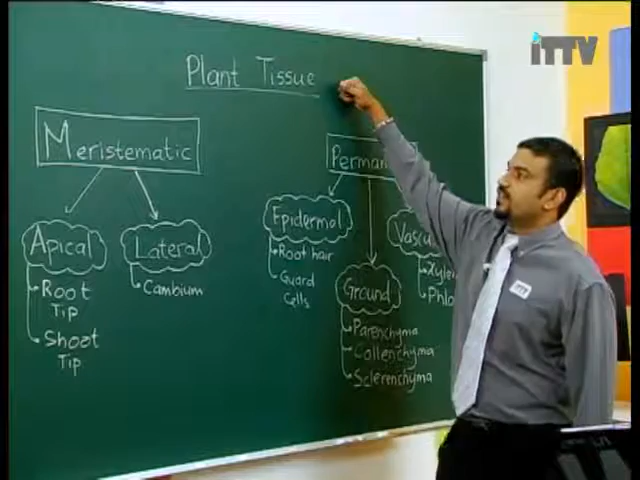 iTTV
Plant Tissue
Meristematic
Apical
Root
Tip
Shoot
Tip
Lateral
Cambium
Epidermal
Root hair
Guard
Cells
Ground
Parenchyma
Collenchyma
Sclerenchyma